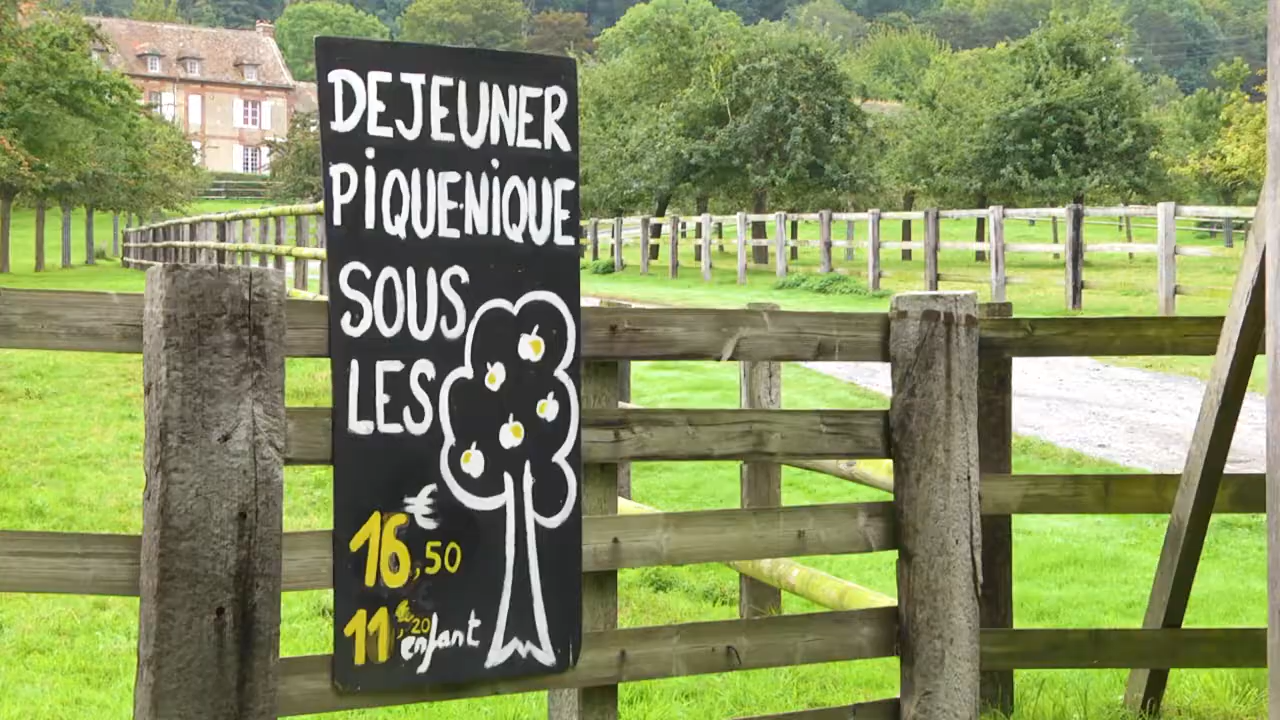 DEJEUNER
PiQUENiQUE
SOUS
LES
16€,50
11€,20 enfant